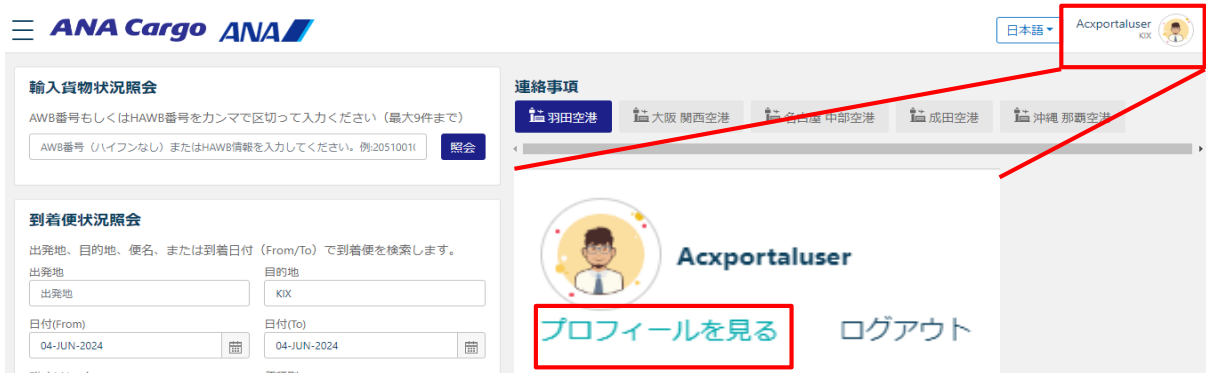 ANA Cargo ANA
日本語
Acxportaluser
KIX
輸入貨物状況照会
AWB番号もしくはHAWB番号をカンマで区切って入力ください（最大9件まで）
AWB番号（ハイフンなし）またはHAWB情報を入力してください。例:20510010
照会
到着便状況照会
出発地、目的地、便名、または到着日付（From/To）で到着便を検索します。
出発地
目的地
出発地
KIX
日付(From)
日付(To)
04-JUN-2024
04-JUN-2024
連絡事項
羽田空港
大阪 関西空港
名古屋 中部空港
成田空港
沖縄 那覇空港
Acxportaluser
プロフィールを見る
ログアウト